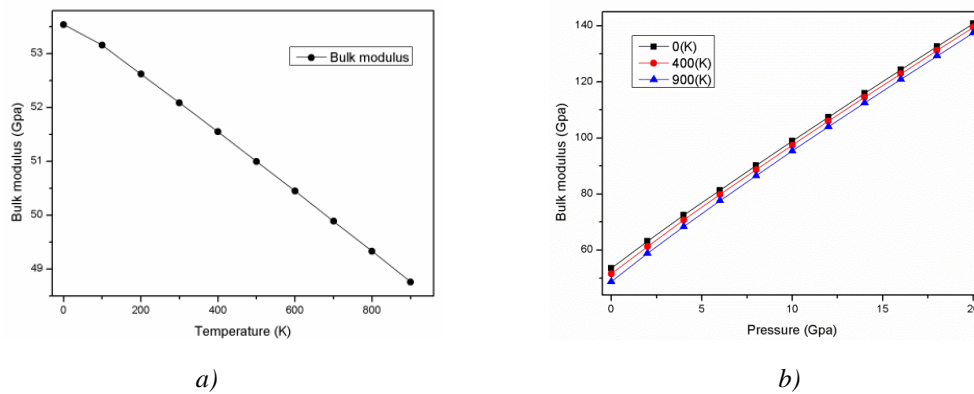 Bulk modulus (Gpa)
53
52
51
50
49
Bulk modulus
0
200
400
600
800
Temperature (K)
a)
Bulk modulus (Gpa)
140
120
100
80
60
0(K)
400(K)
900(K)
0
5
10
15
20
Pressure (Gpa)
b)